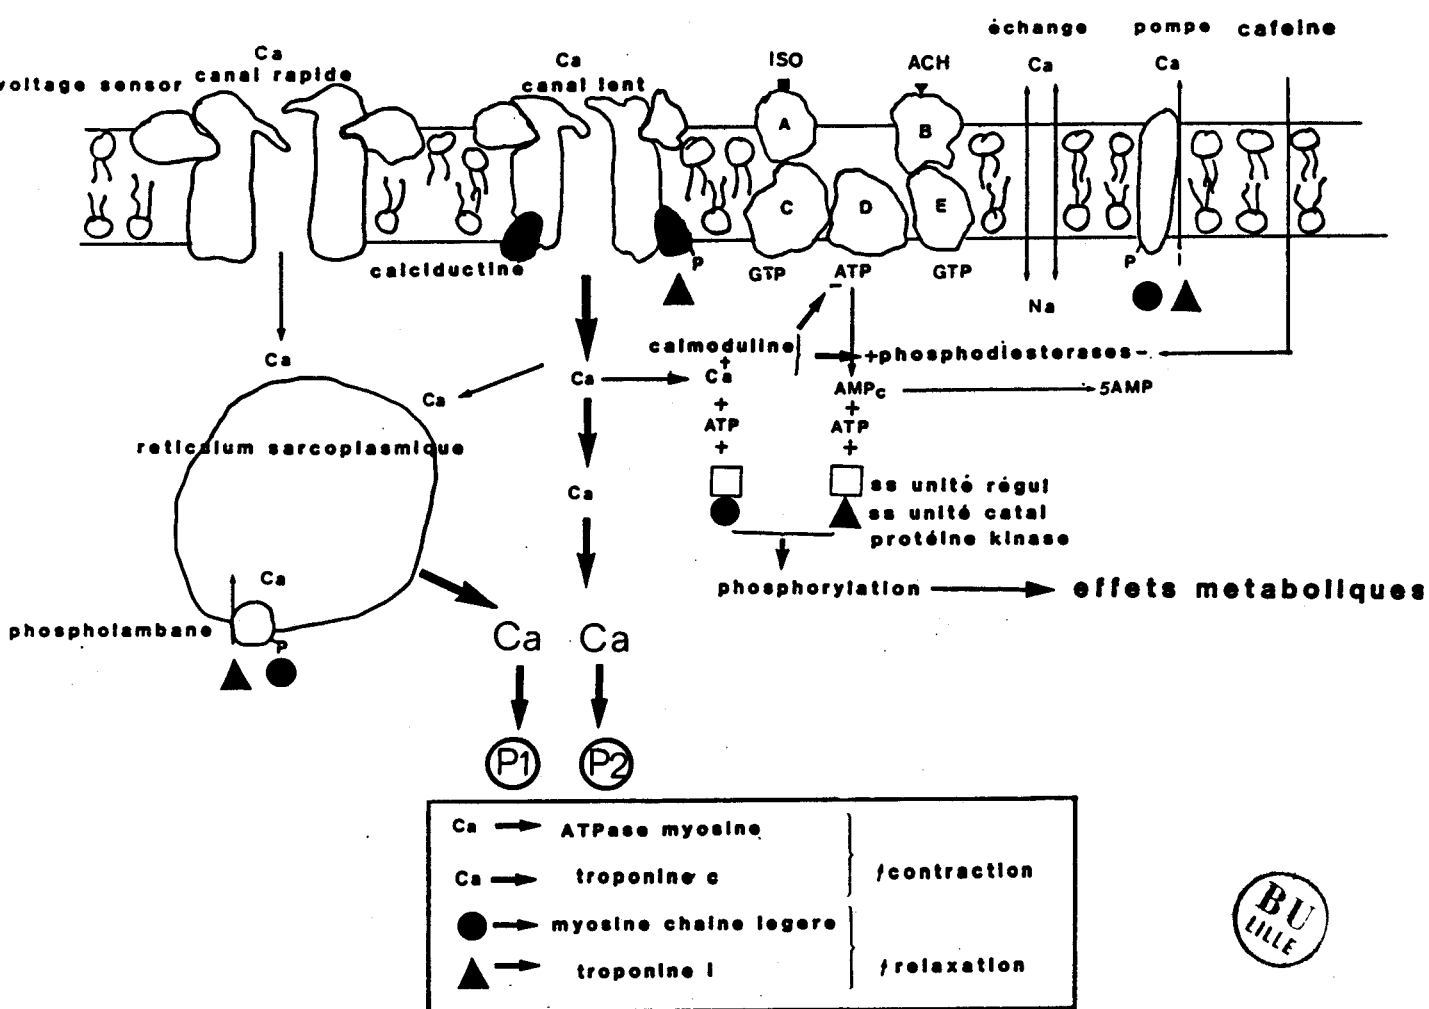 échange pompe cafeine
Ca
canal rapide
voltage sensor
Ca
canal lent
ISO
ACH
Ca
Ca
A
B
C
D
E
calciductine
P
GTP
ATP
GTP
P
Na
-
calmoduline
+phosphodiesterases-
Ca
Ca
Ca
+
Ca
AMPc
5AMP
+
ATP
+
+
ATP
+
reticulum sarcoplasmique
Ca
ss unité régul
ss unité catal
protéine kinase
phosphorylation
effets metaboliques
Ca
phospholambane
P
Ca
Ca
P1
P2
Ca ATPase myosine
Ca troponine c
contraction
myosine chaine legere
troponine I
relaxation
BU
LILLE